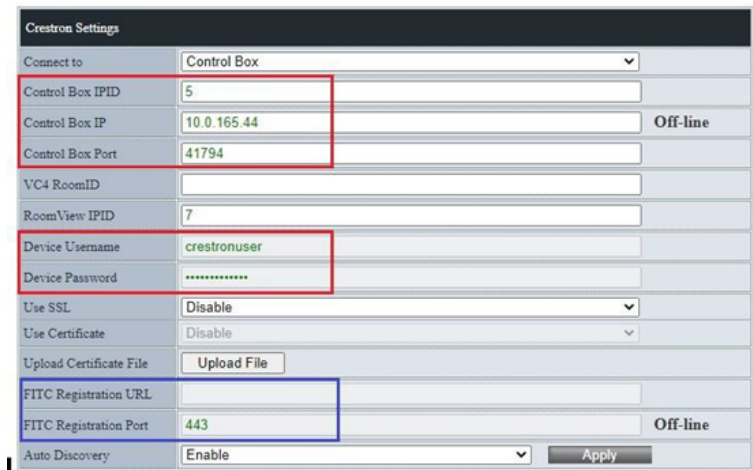 Crestron Settings
Connect to Control Box
Control Box IPID 5
Control Box IP 10.0.165.44 Off-line
Control Box Port 41794
VC4 RoomID
RoomView IPID 7
Device Username crestronuser
Device Password •••••••••••••
Use SSL Disable
Use Certificate Disable
Upload Certificate File Upload File
FITC Registration URL
FITC Registration Port 443 Off-line
Auto Discovery Enable Apply